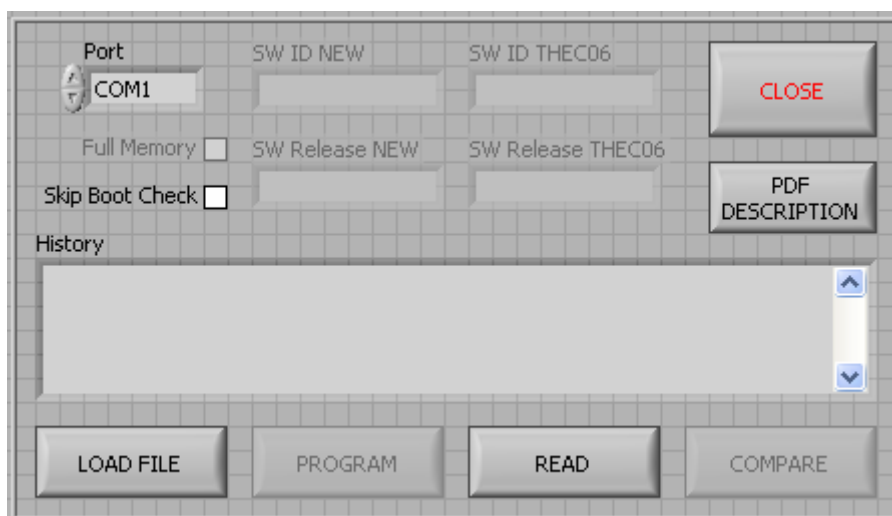 Port
SW ID NEW
SW ID THEC06
COM1
CLOSE
Full Memory
SW Release NEW
SW Release THEC06
Skip Boot Check
PDF
DESCRIPTION
History
LOAD FILE
PROGRAM
READ
COMPARE